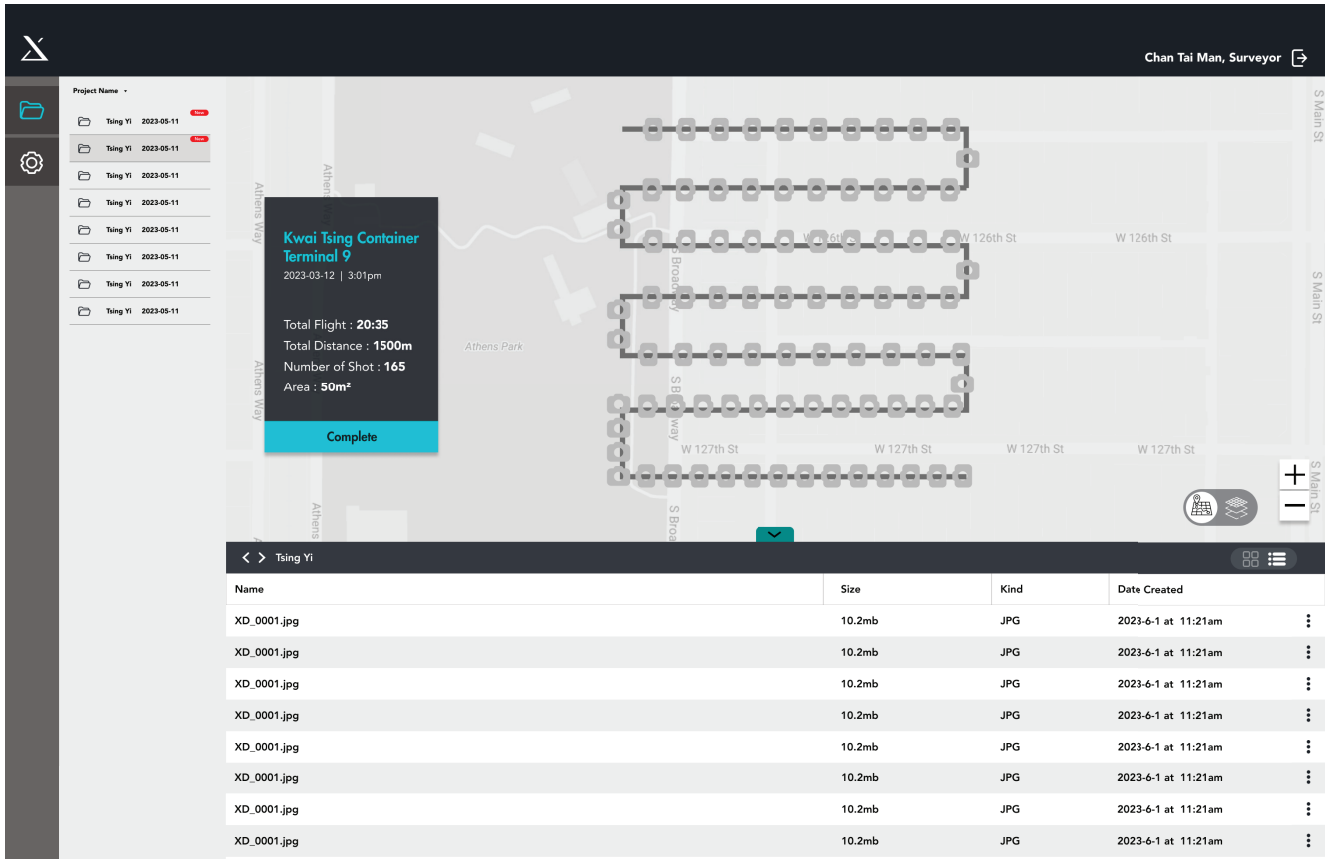 Chan Tai Man, Surveyor
Project Name
New
Tsing Yi 2023-05-11
New
Tsing Yi 2023-05-11
Tsing Yi 2023-05-11
Tsing Yi 2023-05-11
Tsing Yi 2023-05-11
Tsing Yi 2023-05-11
Tsing Yi 2023-05-11
Tsing Yi 2023-05-11
Athens Way
Athens Way
Athens Way
Athens
Kwai Tsing Container
Terminal 9
2023-03-12 | 3:01pm
Total Flight : 20:35
Total Distance : 1500m
Number of Shot : 165
Area : 50m²
Complete
Athens Park
S Broadway
S Broadway
S Broa
W 126th St
W 126th St
W 126th St
W 127th St
W 127th St
W 127th St
W 127th St
S Main St
S Main St
S Main St
Tsing Yi
Name Size Kind Date Created
XD_0001.jpg 10.2mb JPG 2023-6-1 at 11:21am
XD_0001.jpg 10.2mb JPG 2023-6-1 at 11:21am
XD_0001.jpg 10.2mb JPG 2023-6-1 at 11:21am
XD_0001.jpg 10.2mb JPG 2023-6-1 at 11:21am
XD_0001.jpg 10.2mb JPG 2023-6-1 at 11:21am
XD_0001.jpg 10.2mb JPG 2023-6-1 at 11:21am
XD_0001.jpg 10.2mb JPG 2023-6-1 at 11:21am
XD_0001.jpg 10.2mb JPG 2023-6-1 at 11:21am